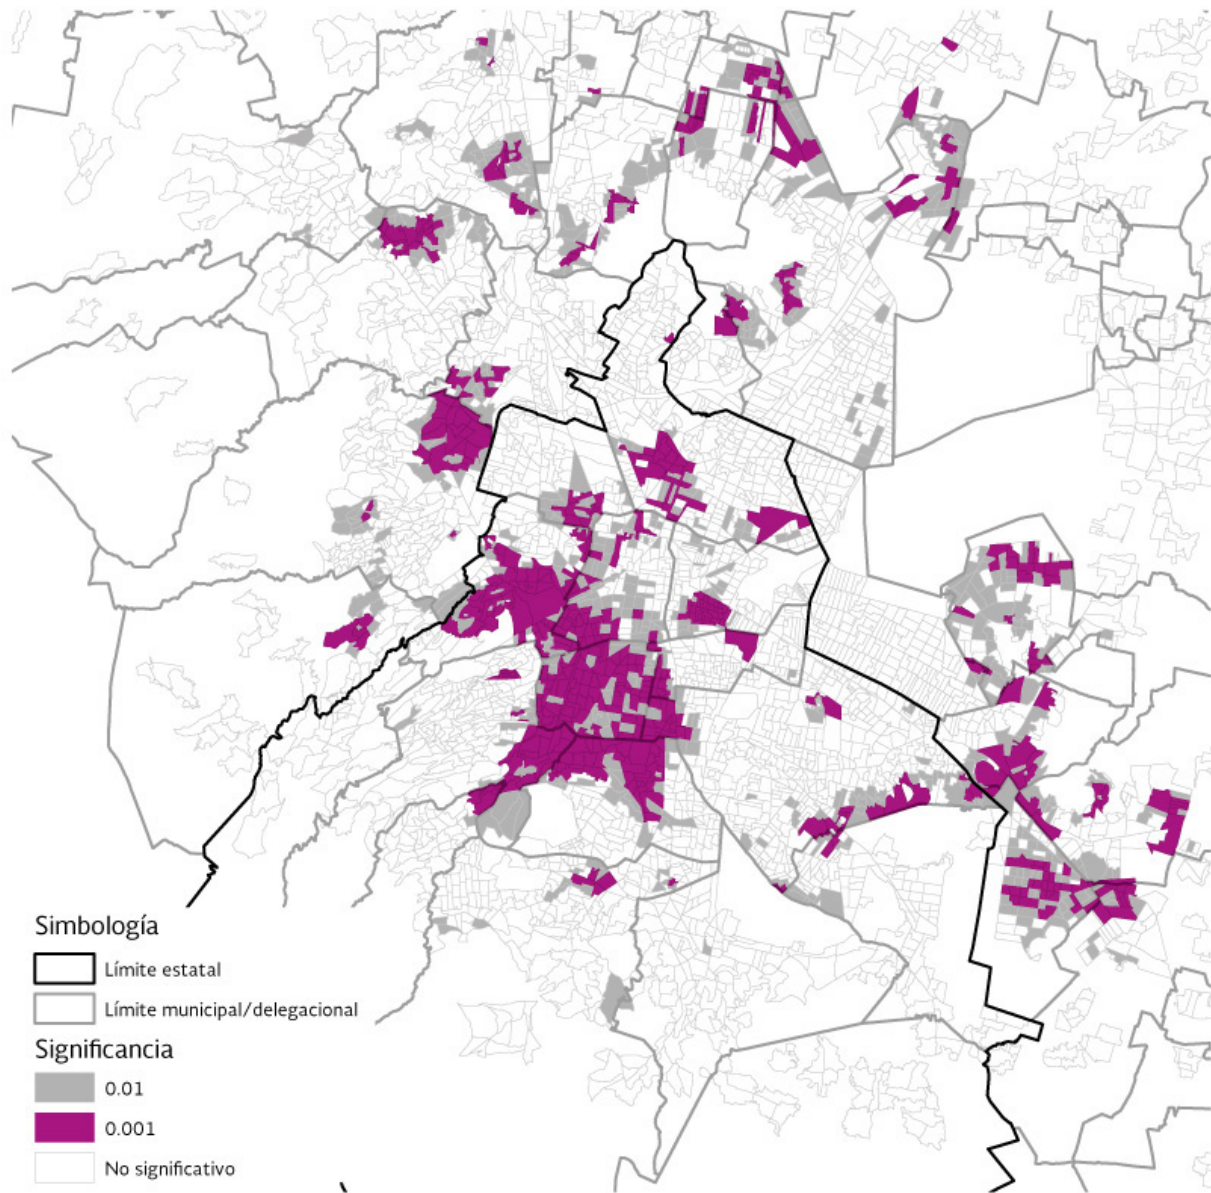 Simbología
Límite estatal
Límite municipal/delegacional
Significancia
0.01
0.001
No significativo